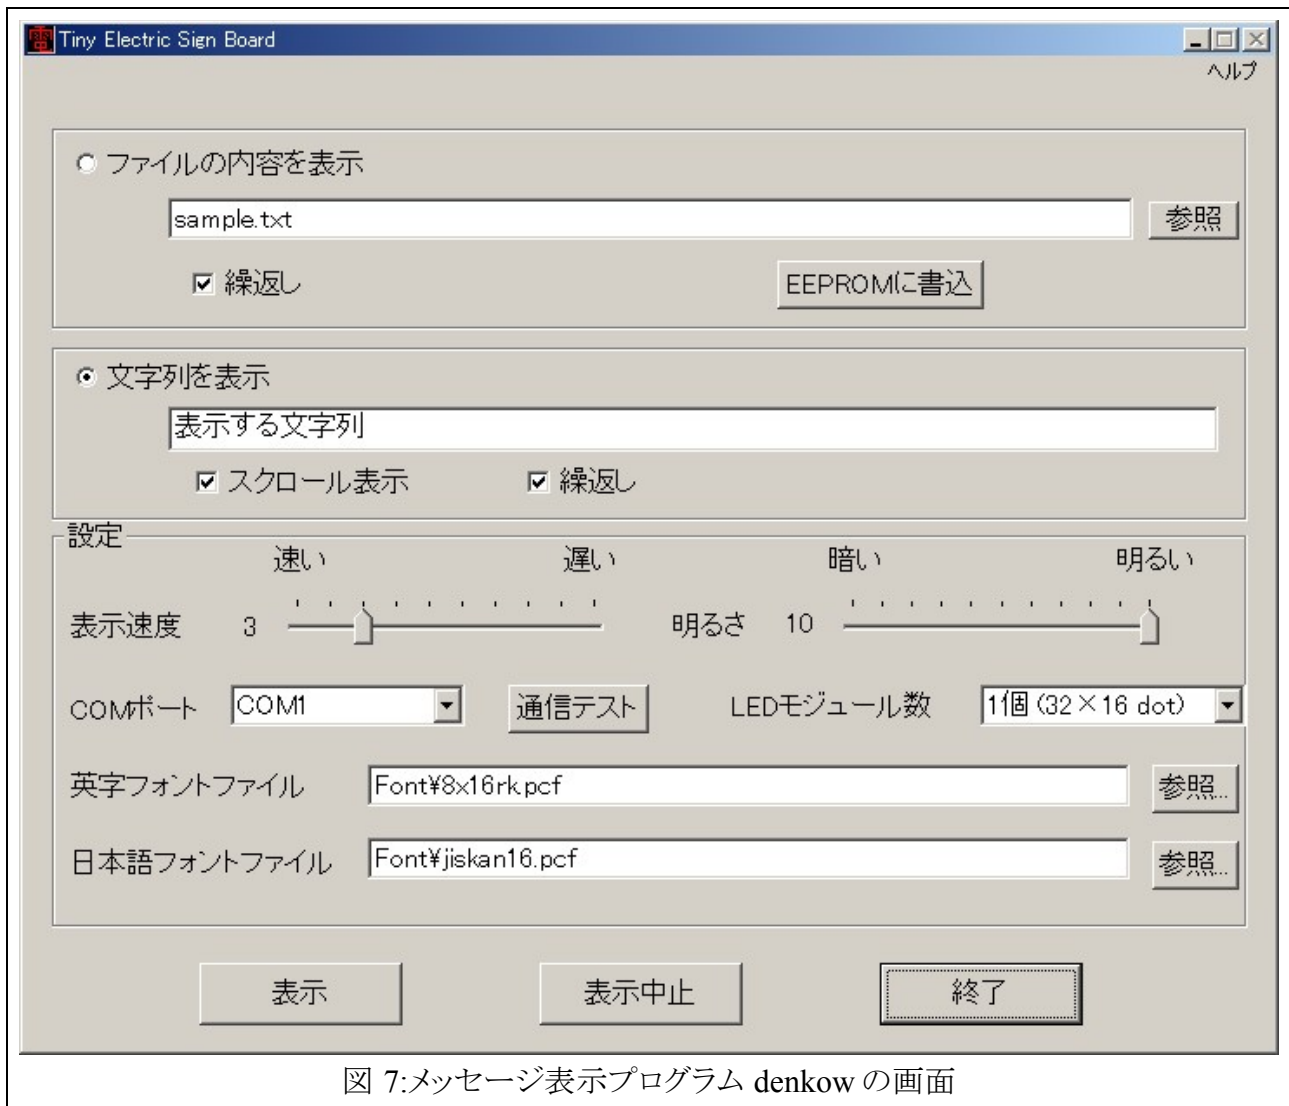 Tiny Electric Sign Board
ヘルプ
ファイルの内容を表示
sample.txt 参照
繰返し EEPROMに書込
文字列を表示
表示する文字列
スクロール表示 繰返し
設定
速い 遅い 暗い 明るい
表示速度 3 明るさ 10
COMポート COM1 通信テスト LEDモジュール数 1個 (32×16 dot)
英字フォントファイル Font¥8x16rk.pcf 参照...
日本語フォントファイル Font¥jiskan16.pcf 参照...
表示 表示中止 終了
図 7:メッセージ表示プログラム denkow の画面